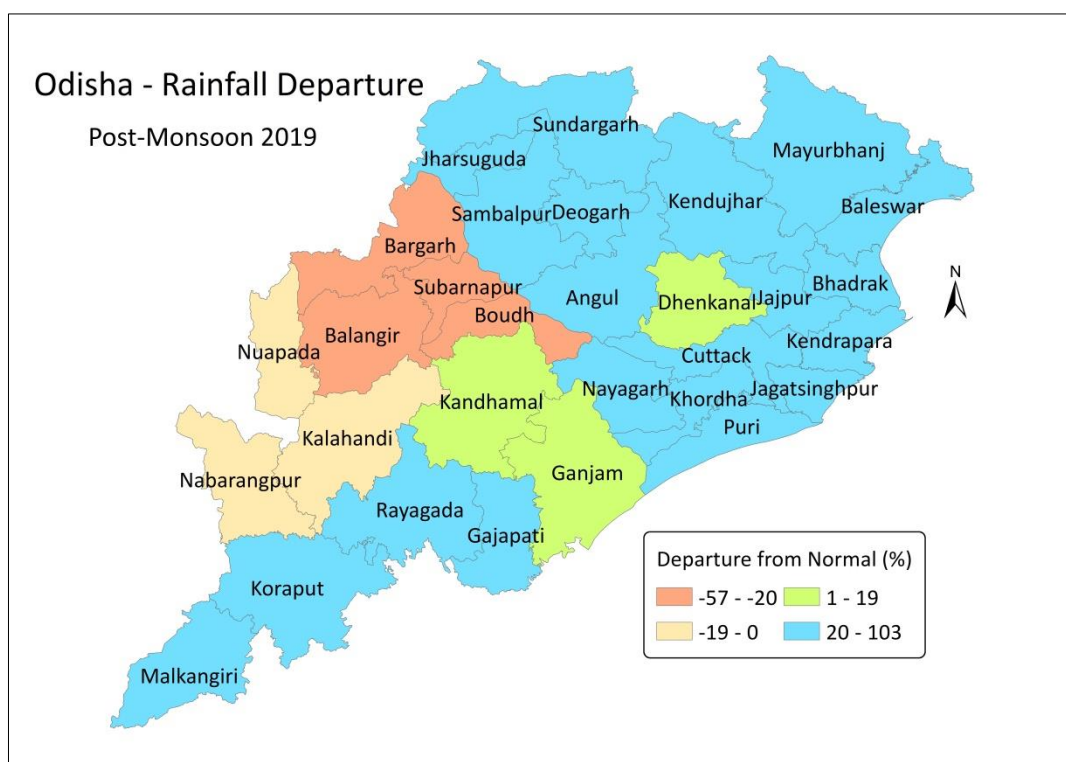 Odisha - Rainfall Departure
Post-Monsoon 2019
Sundargarh
Jharsuguda
Mayurbhanj
Kendujhar
Sambalpur
Deogarh
Baleswar
Bargarh
Subarnapur
Angul
Dhenkanal
Jajpur
Bhadrak
N
Boudh
Balangir
Nuapada
Cuttack
Kendrapara
Nayagarh
Khordha
Jagatsinghpur
Kandhamal
Puri
Kalahandi
Nabarangpur
Ganjam
Rayagada
Gajapati
Koraput
Malkangiri
Departure from Normal (%)
-57 - -20
1 - 19
-19 - 0
20 - 103